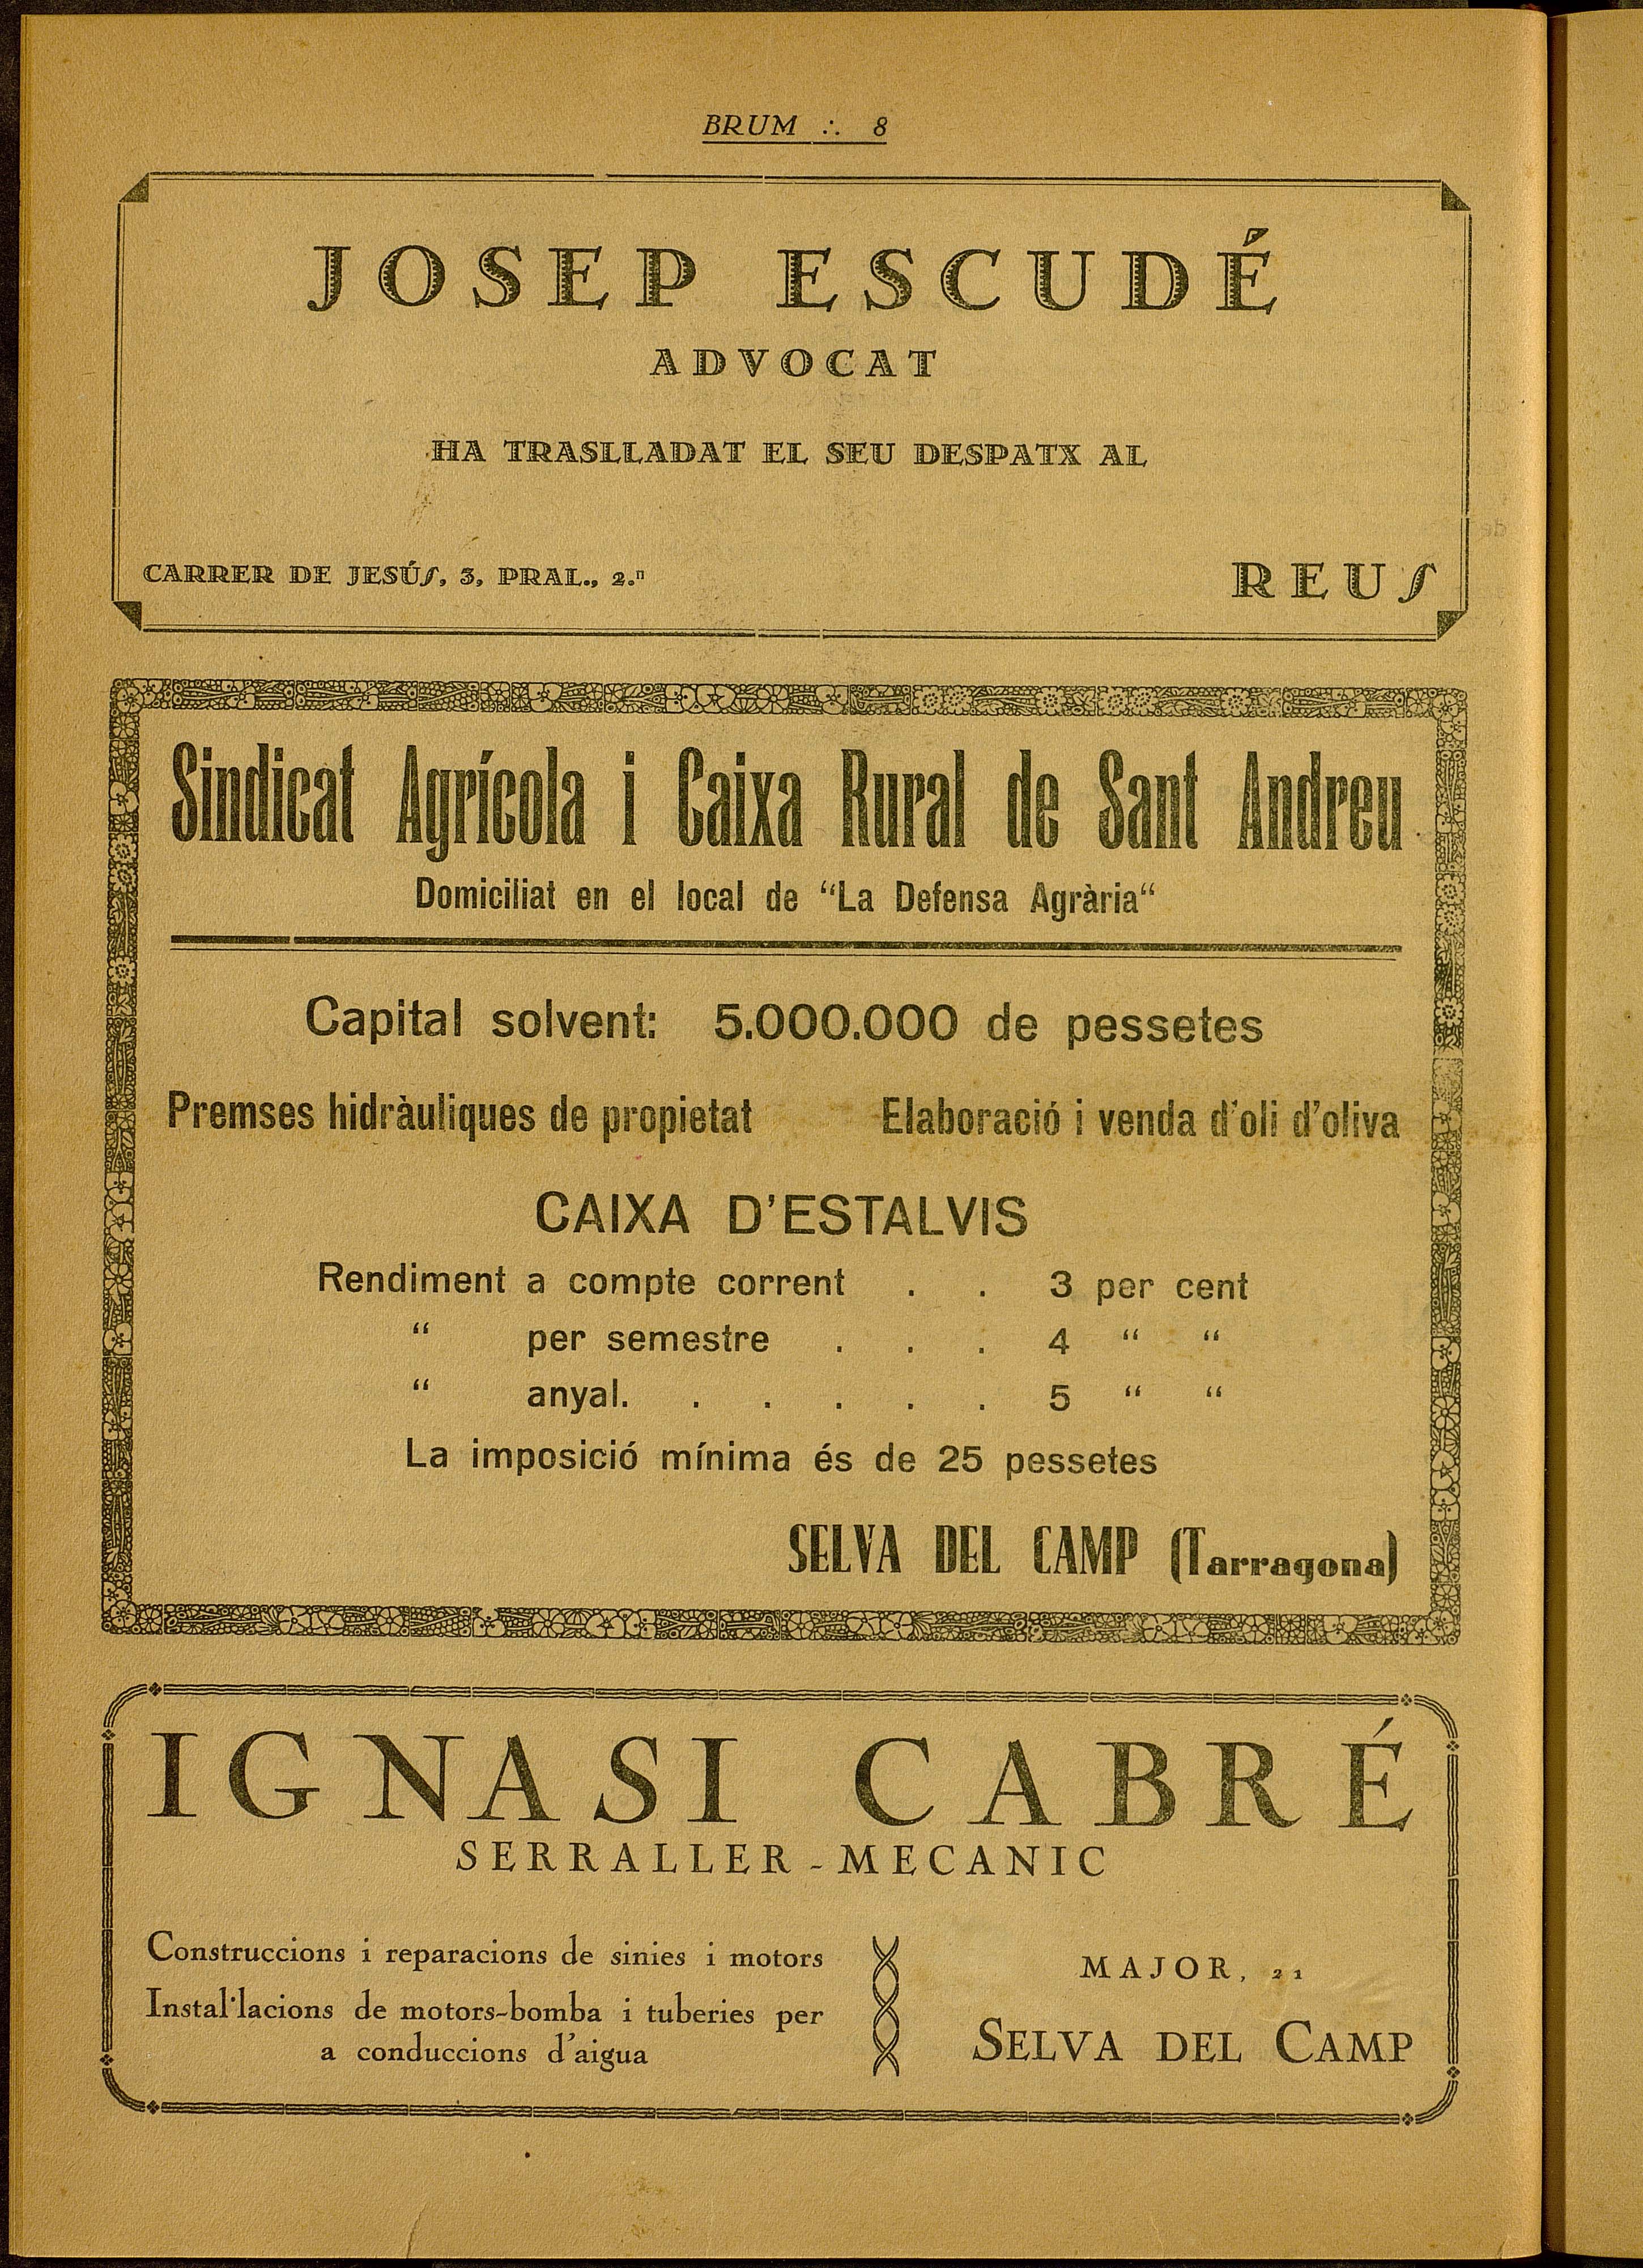 BRUM ∴ 8
JOSEP ESCUDÉ
ADVOCAT
HA TRASLLADAT EL SEU DESPATX AL
CARRER DE JESÚS, 3, PRAL., 2.ⁿ REUS
Sindicat Agrícola i Caixa Rural de Sant Andreu
Domiciliat en el local de “La Defensa Agrària“
Capital solvent: 5.000.000 de pessetes
Premses hidràuliques de propietat Elaboració i venda d'oli d'oliva
CAIXA D'ESTALVIS
Rendiment a compte corrent . . 3 per cent
“ per semestre . . . 4 “ “
“ anyal. . . . . . 5 “ “
La imposició mínima és de 25 pessetes
SELVA DEL CAMP (Tarragona)
IGNASI CABRÉ
SERRALLER-MECANIC
Construccions i reparacions de sinies i motors
Instal·lacions de motors-bomba i tuberies per
a conduccions d'aigua
MAJOR, 21
SELVA DEL CAMP